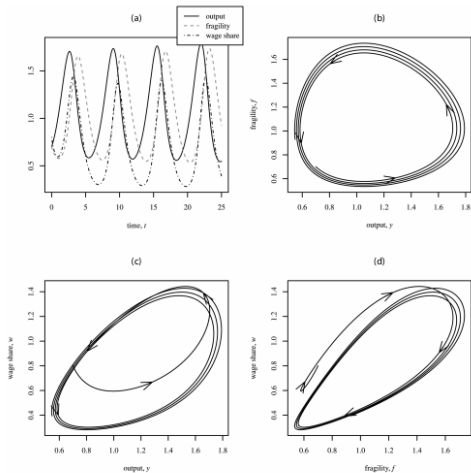 (a)
output
fragility
wage share
0.5 1.0 1.5
0 5 10 15 20 25
time, t
(b)
fragility, f
0.6 0.8 1.0 1.2 1.4 1.6
0.6 0.8 1.0 1.2 1.4 1.6 1.8
output, y
(c)
wage share, w
0.4 0.6 0.8 1.0 1.2 1.4
0.6 0.8 1.0 1.2 1.4 1.6 1.8
output, y
(d)
wage share, w
0.4 0.6 0.8 1.0 1.2 1.4
0.6 0.8 1.0 1.2 1.4 1.6
fragility, f